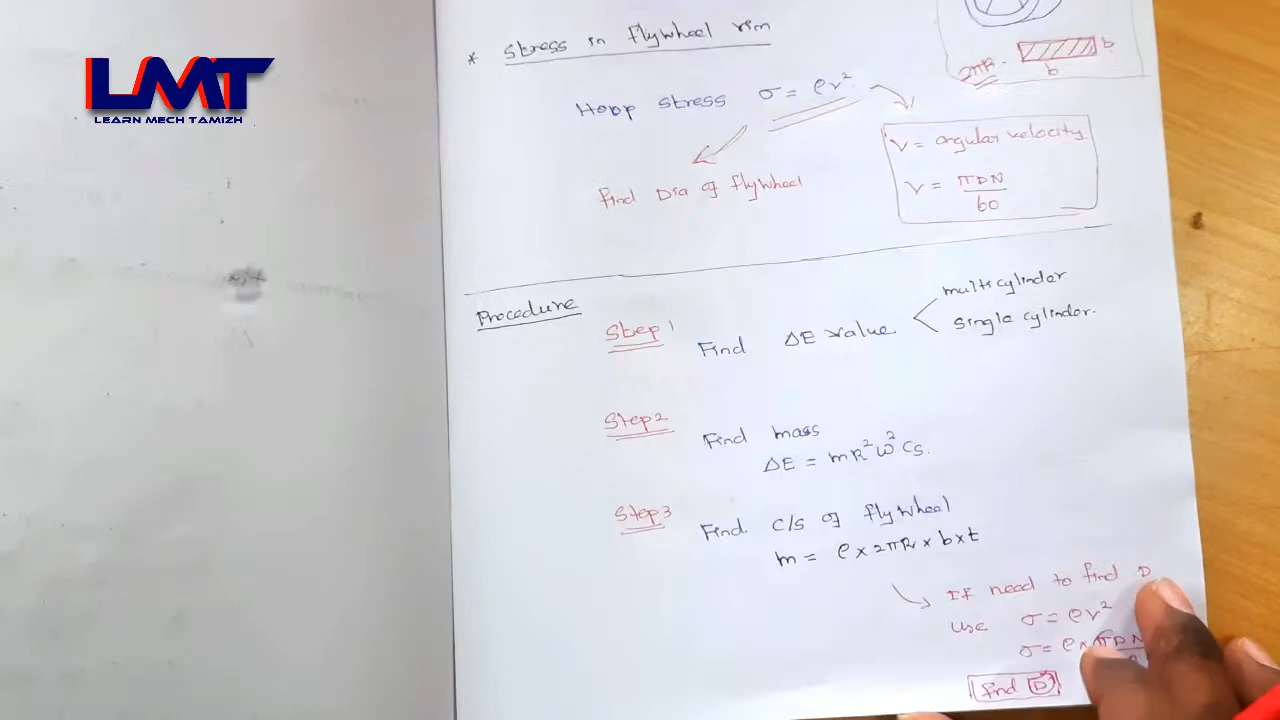 LMT
LEARN MECH TAMIZH
* Stress in flywheel rim
b
2πR
b
Hoop stress σ = ρv²
V = angular velocity
V = πDN
60
Find Dia of flywheel
Procedure
Step 1
Find ΔE value
multicylinder
single cylinder.
Step 2
Find mass
ΔE = mR²ω²Cs.
Step 3
Find C/S of flywheel
m = ρ x 2πR x b x t
If need to find D
use σ = ρv²
σ = ρ x πDN
find D